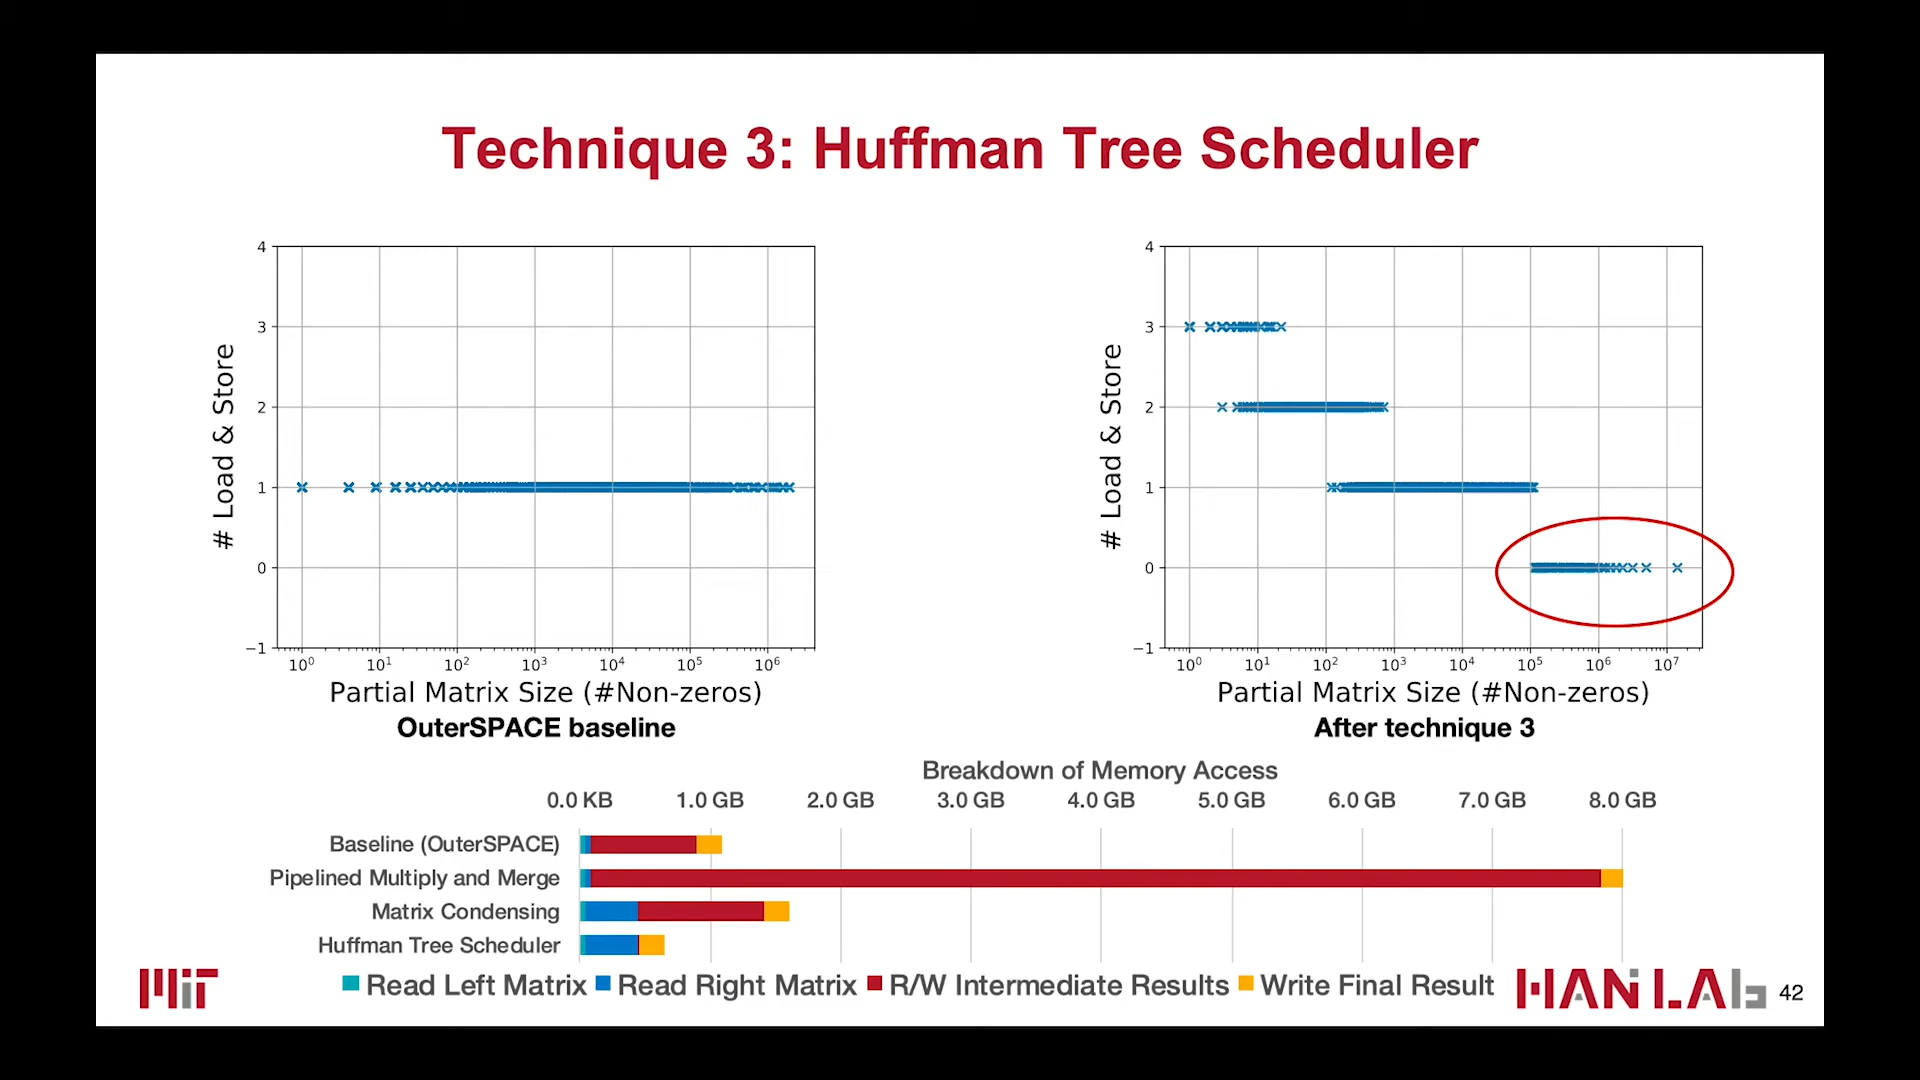 Technique 3: Huffman Tree Scheduler
4
3
2
1
0
−1
# Load & Store
10⁰ 10¹ 10² 10³ 10⁴ 10⁵ 10⁶
Partial Matrix Size (#Non-zeros)
OuterSPACE baseline
4
3
2
1
0
−1
# Load & Store
10⁰ 10¹ 10² 10³ 10⁴ 10⁵ 10⁶ 10⁷
Partial Matrix Size (#Non-zeros)
After technique 3
Breakdown of Memory Access
0.0 KB 1.0 GB 2.0 GB 3.0 GB 4.0 GB 5.0 GB 6.0 GB 7.0 GB 8.0 GB
Baseline (OuterSPACE)
Pipelined Multiply and Merge
Matrix Condensing
Huffman Tree Scheduler
Read Left Matrix Read Right Matrix R/W Intermediate Results Write Final Result
MIT
HAN LAb
42